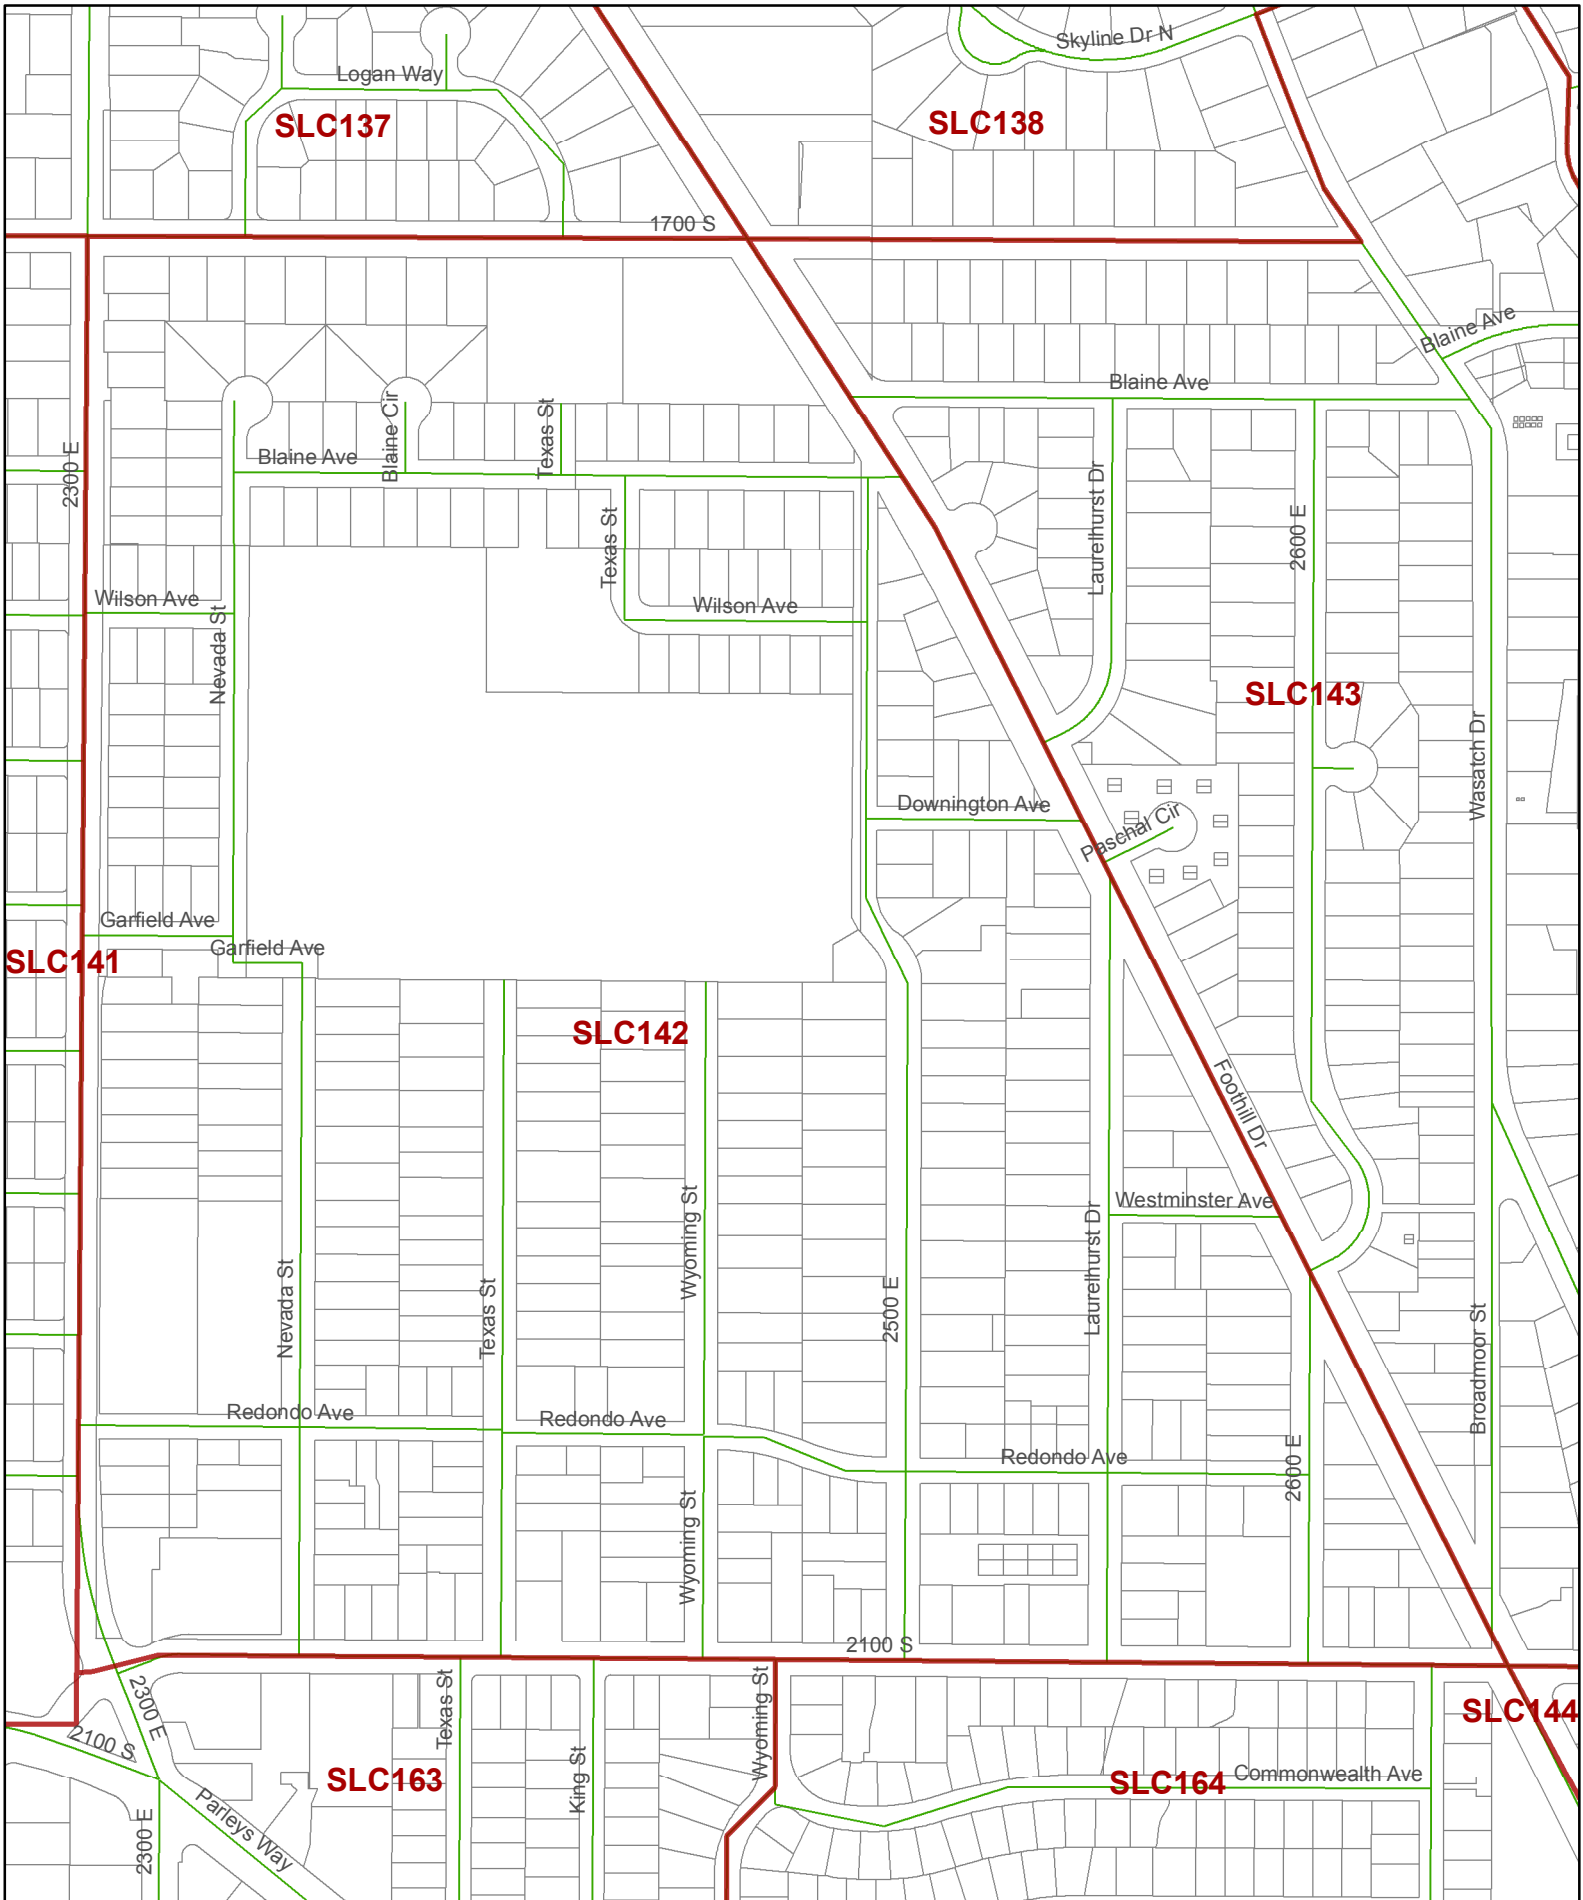 Skyline Dr N
Logan Way
SLC137
SLC138
1700 S
Blaine Ave
Blaine Ave
Blaine Cir
Texas St
2300 E
Blaine Ave
Laurelhurst Dr
2600 E
Texas St
Wilson Ave
Wilson Ave
Nevada St
SLC143
Wasatch Dr
Downington Ave
Paschal Cir
Garfield Ave
Garfield Ave
SLC141
SLC142
Foothill Dr
Westminster Ave
Wyoming St
Laurelhurst Dr
2500 E
Nevada St
Texas St
Broadmoor St
Redondo Ave
Redondo Ave
Redondo Ave
2600 E
Wyoming St
2100 S
2300 E
Texas St
Wyoming St
SLC144
2100 S
SLC163
King St
SLC164
Commonwealth Ave
Parleys Way
2300 E